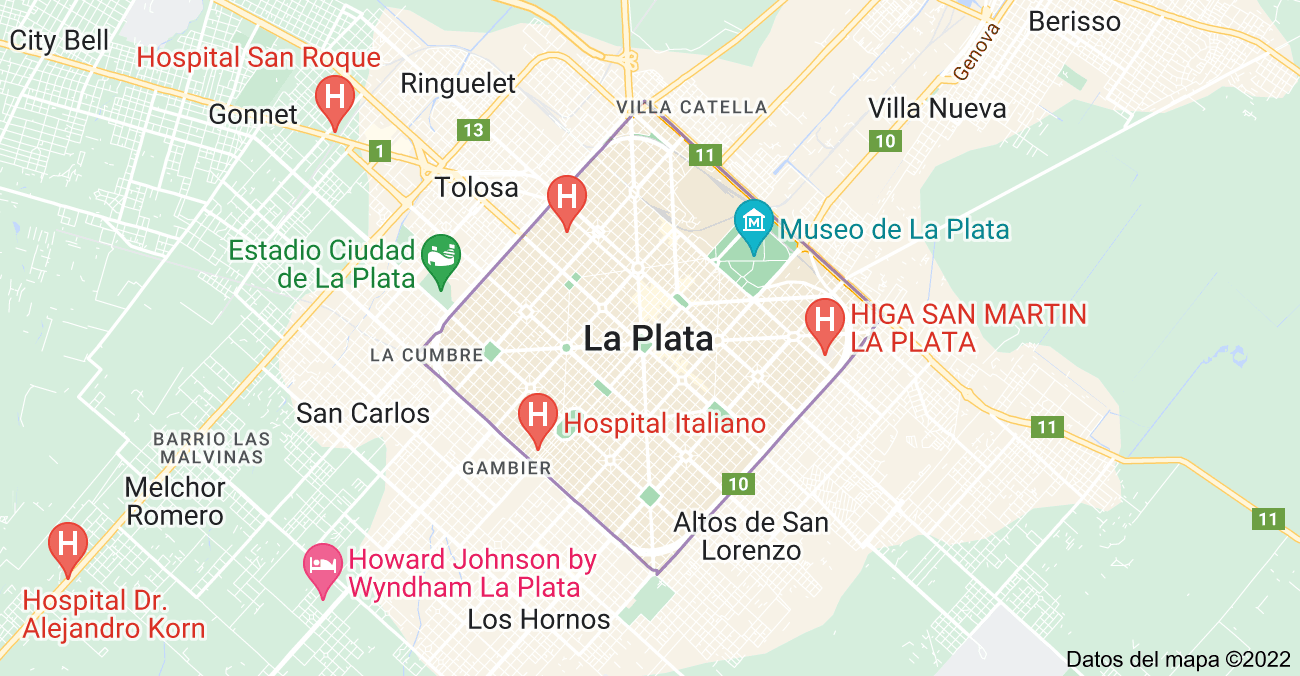 Berisso
City Bell
Hospital San Roque
Genova
Ringuelet
VILLA CATELLA
Villa Nueva
Gonnet
13
10
1
11
Tolosa
H
H
M
Museo de La Plata
Estadio Ciudad
de La Plata
H
HIGA SAN MARTIN
LA PLATA
La Plata
LA CUMBRE
San Carlos
H
Hospital Italiano
11
BARRIO LAS
MALVINAS
GAMBIER
10
Melchor
Romero
11
Altos de San
Lorenzo
H
Howard Johnson by
Wyndham La Plata
Hospital Dr.
Alejandro Korn
Los Hornos
Datos del mapa ©2022